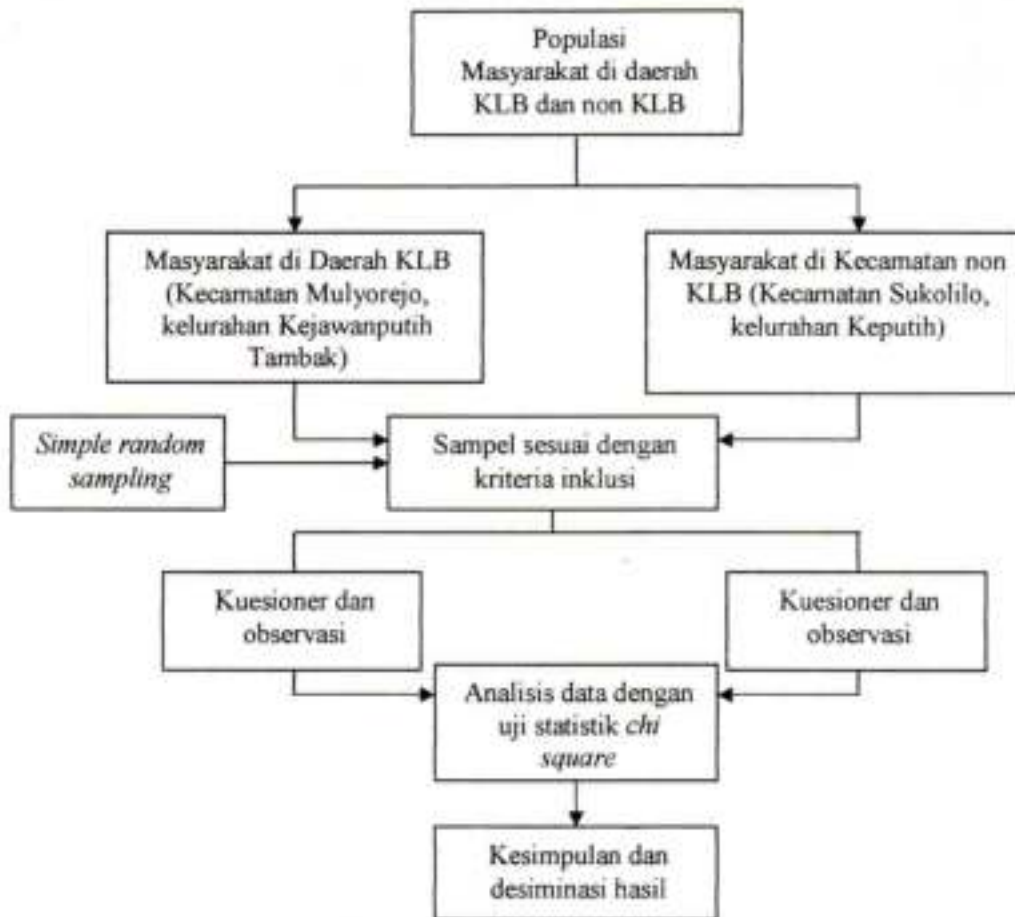 Populasi
Masyarakat di daerah
KLB dan non KLB
Masyarakat di Daerah KLB
(Kecamatan Mulyorejo,
kelurahan Kejawanputih
Tambak)
Masyarakat di Kecamatan non
KLB (Kecamatan Sukolilo,
kelurahan Keputih)
Simple random
sampling
Sampel sesuai dengan
kriteria inklusi
Kuesioner dan
observasi
Kuesioner dan
observasi
Analisis data dengan
uji statistik chi
square
Kesimpulan dan
desiminasi hasil